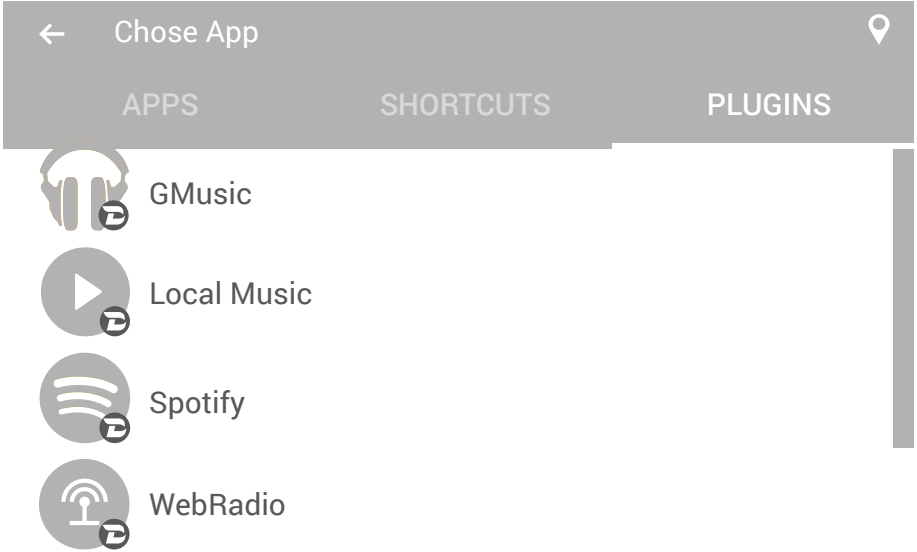 Chose App
APPS SHORTCUTS PLUGINS
GMusic
Local Music
Spotify
WebRadio